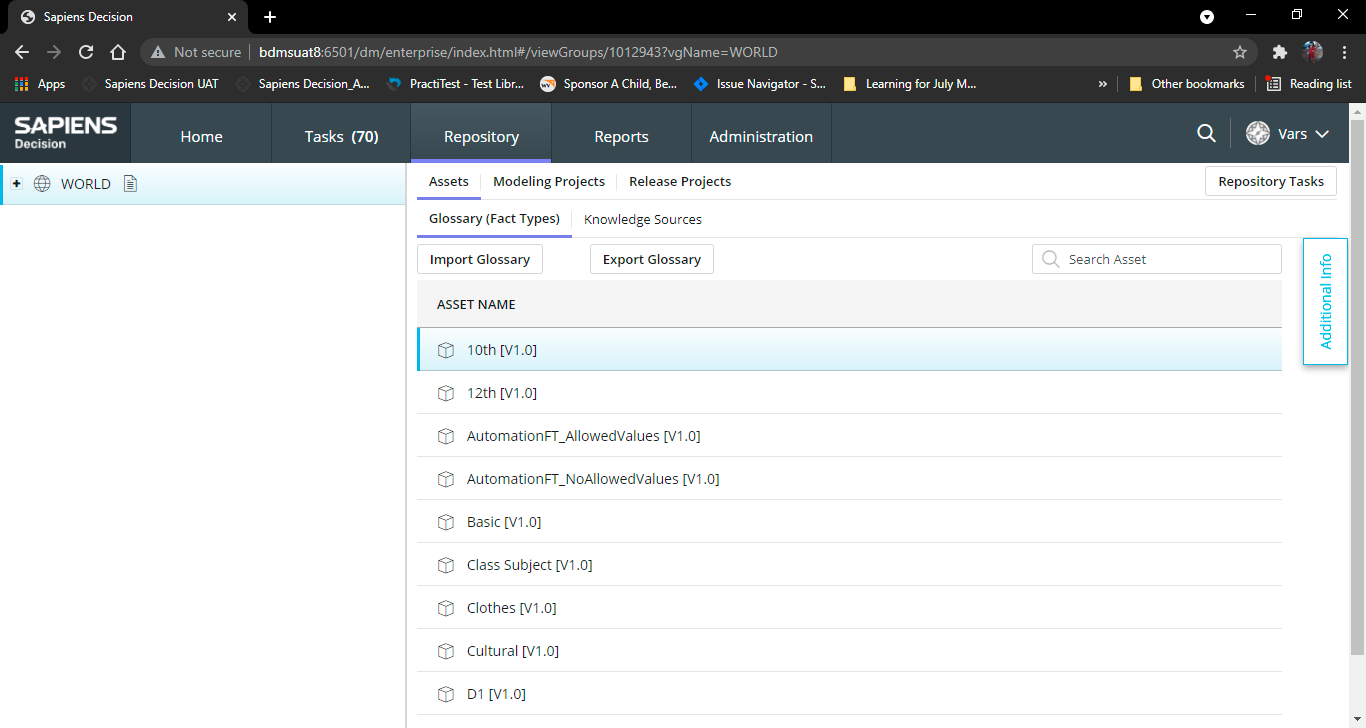 Sapiens Decision
Not secure bdmsuat8:6501/dm/enterprise/index.html#/viewGroups/1012943?vgName=WORLD
Apps Sapiens Decision UAT Sapiens Decision_A... PractiTest - Test Libr... Sponsor A Child, Be... Issue Navigator - S... Learning for July M... » Other bookmarks Reading list
SAPIENS
Decision
Home Tasks (70) Repository Reports Administration Vars
WORLD
Assets Modeling Projects Release Projects Repository Tasks
Glossary (Fact Types) Knowledge Sources
Import Glossary Export Glossary Search Asset
Additional Info
ASSET NAME
10th [V1.0]
12th [V1.0]
AutomationFT_AllowedValues [V1.0]
AutomationFT_NoAllowedValues [V1.0]
Basic [V1.0]
Class Subject [V1.0]
Clothes [V1.0]
Cultural [V1.0]
D1 [V1.0]